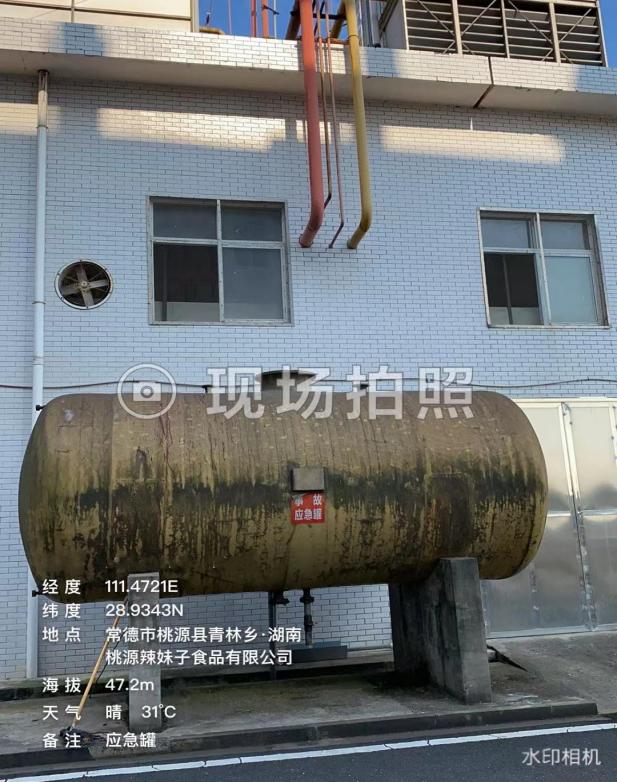 现场拍照
事故
应急罐
经度 111.4721E
纬度 28.9343N
地点 常德市桃源县青林乡·湖南
桃源辣妹子食品有限公司
海拔 47.2m
天气 晴 31℃
备注 应急罐
水印相机